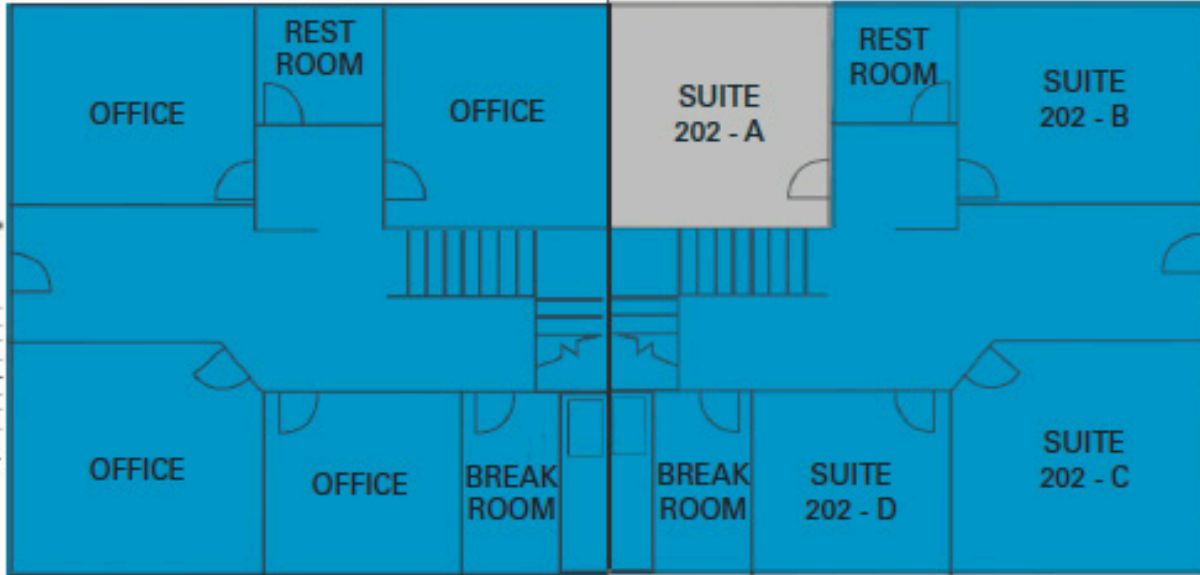 OFFICE
REST
ROOM
OFFICE
SUITE
202 - A
REST
ROOM
SUITE
202 - B
OFFICE
OFFICE
BREAK
ROOM
BREAK
ROOM
SUITE
202 - D
SUITE
202 - C